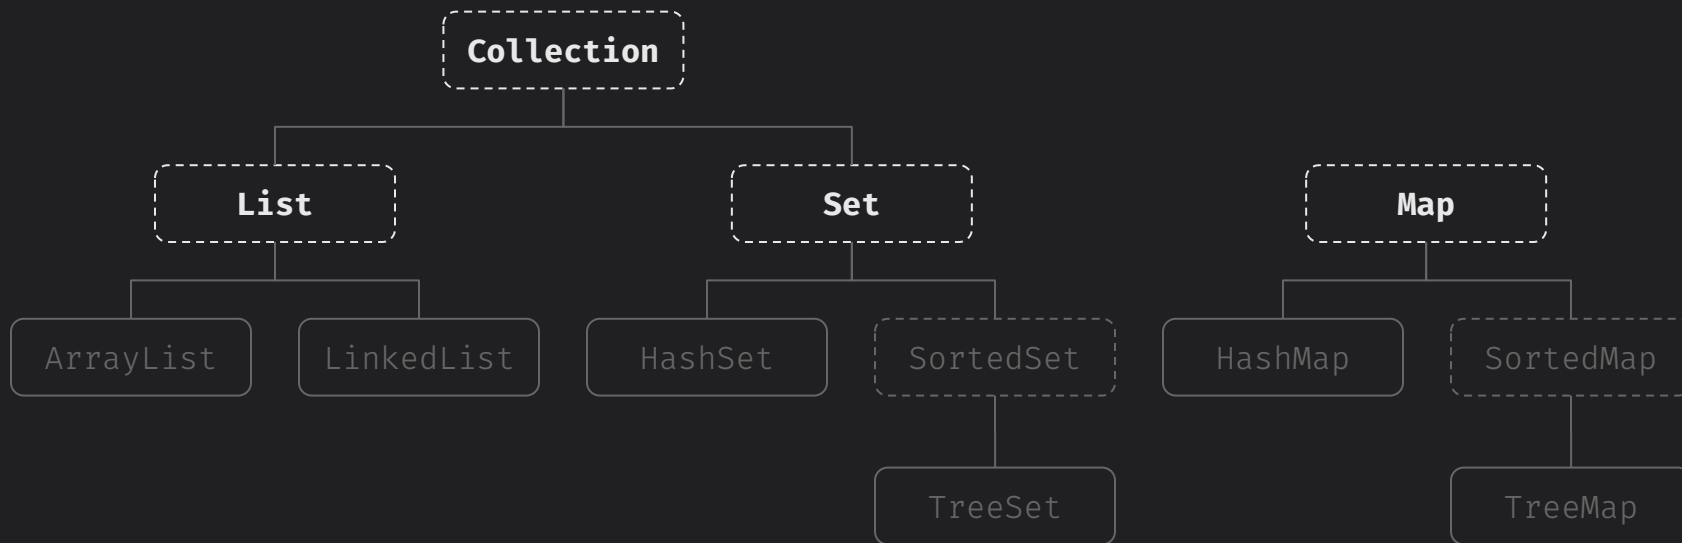 Collection
List
Set
Map
ArrayList
LinkedList
HashSet
SortedSet
HashMap
SortedMap
TreeSet
TreeMap